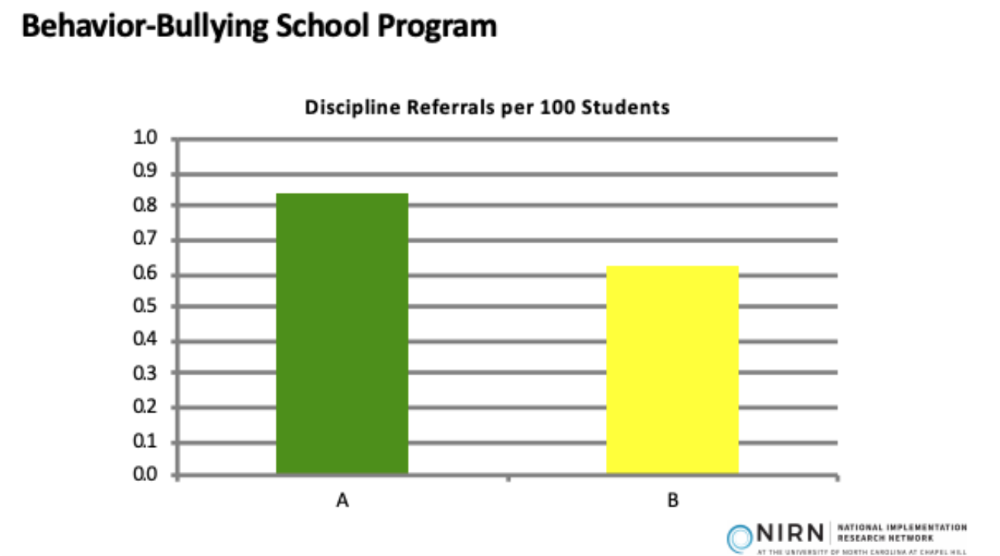 Behavior-Bullying School Program
Discipline Referrals per 100 Students
1.0
0.9
0.8
0.7
0.6
0.5
0.4
0.3
0.2
0.1
0.0
A B
NIRN
NATIONAL IMPLEMENTATION
RESEARCH NETWORK
AT THE UNIVERSITY OF NORTH CAROLINA AT CHAPEL HILL